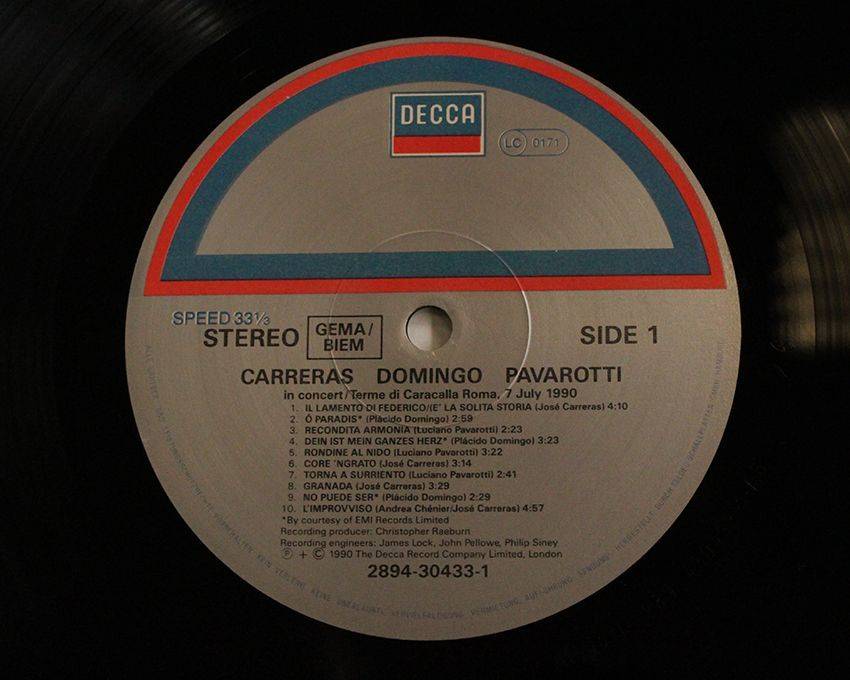 DECCA
LC 0171
SPEED 33⅓
STEREO
GEMA/
BIEM
SIDE 1
CARRERAS DOMINGO PAVAROTTI
in concert/Terme di Caracalla Roma, 7 July 1990
1. IL LAMENTO DI FEDERICO/(E' LA SOLITA STORIA (José Carreras) 4:10
2. Ó PARADIS* (Plácido Domingo) 2:59
3. RECONDITA ARMONIA (Luciano Pavarotti) 2:23
4. DEIN IST MEIN GANZES HERZ* (Plácido Domingo) 3:23
5. RONDINE AL NIDO (Luciano Pavarotti) 3:22
6. CORE 'NGRATO (José Carreras) 3:14
7. TORNA A SURRIENTO (Luciano Pavarotti) 2:41
8. GRANADA (José Carreras) 3:29
9. NO PUEDE SER* (Plácido Domingo) 2:29
10. L'IMPROVVISO (Andrea Chénier/José Carreras) 4:57
*By courtesy of EMI Records Limited
Recording producer: Christopher Raeburn
Recording engineers: James Lock, John Pellowe, Philip Siney
℗ + © 1990 The Decca Record Company Limited, London
2894-30433-1